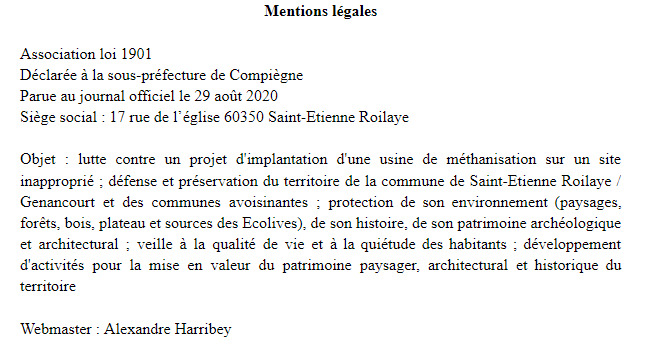 Mentions légales
Association loi 1901
Déclarée à la sous-préfecture de Compiègne
Parue au journal officiel le 29 août 2020
Siège social : 17 rue de l'église 60350 Saint-Etienne Roilaye
Objet : lutte contre un projet d'implantation d'une usine de méthanisation sur un site
inapproprié ; défense et préservation du territoire de la commune de Saint-Etienne Roilaye /
Genancourt et des communes avoisinantes ; protection de son environnement (paysages,
forêts, bois, plateau et sources des Ecolives), de son histoire, de son patrimoine archéologique
et architectural ; veille à la qualité de vie et à la quiétude des habitants ; développement
d'activités pour la mise en valeur du patrimoine paysager, architectural et historique du
territoire
Webmaster : Alexandre Harribey